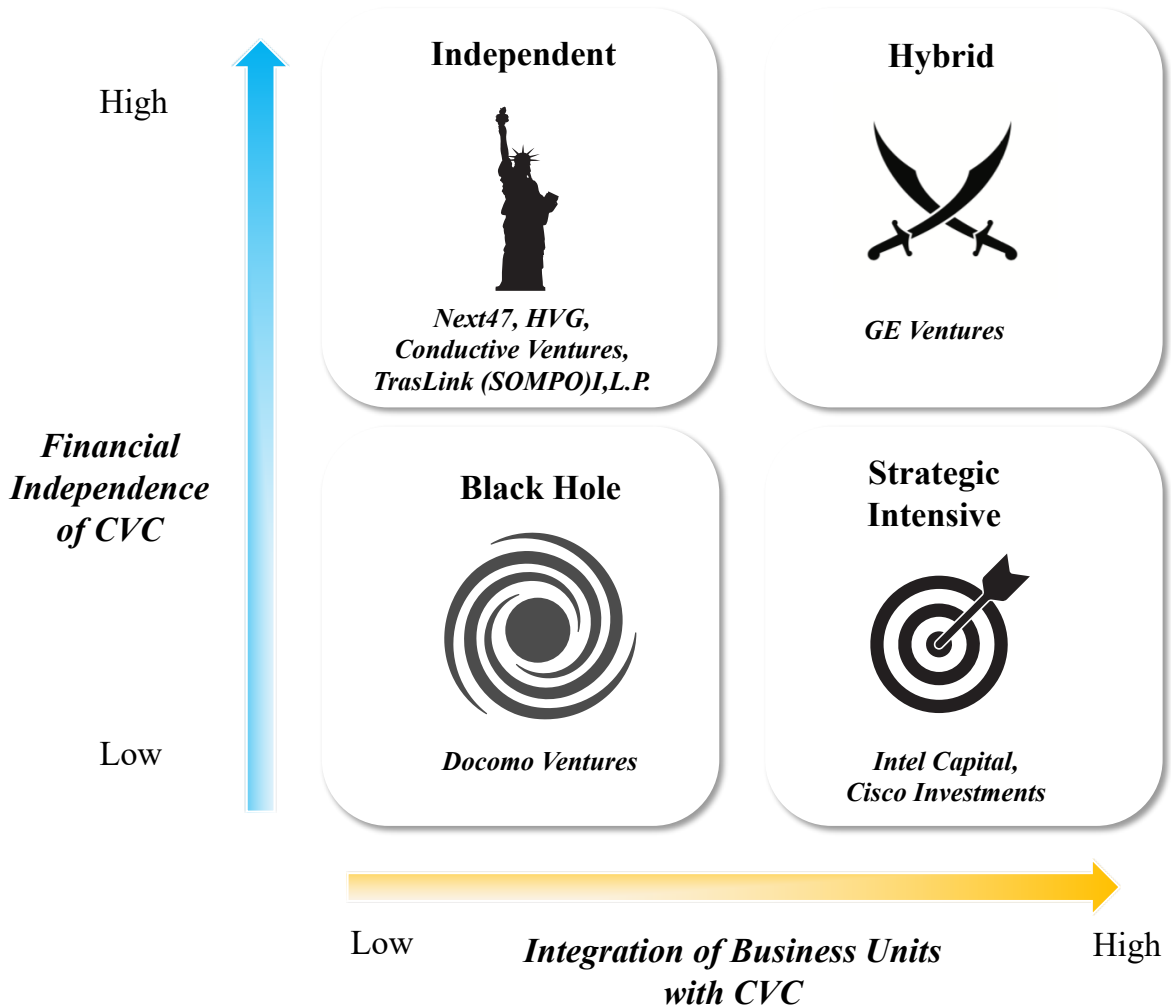 Independent
Hybrid
High
Next47, HVG,
Conductive Ventures,
TrasLink (SOMPO)I,L.P.
GE Ventures
Financial
Independence
of CVC
Black Hole
Strategic
Intensive
Low
Docomo Ventures
Intel Capital,
Cisco Investments
Low
Integration of Business Units
with CVC
High